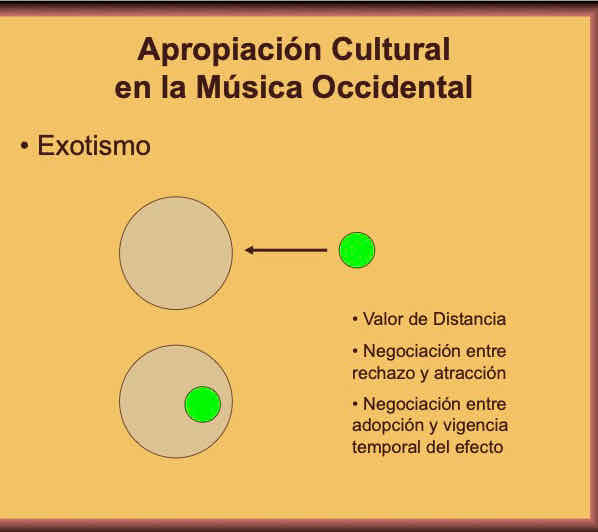 Apropiación Cultural
en la Música Occidental
• Exotismo
• Valor de Distancia
• Negociación entre
rechazo y atracción
• Negociación entre
adopción y vigencia
temporal del efecto